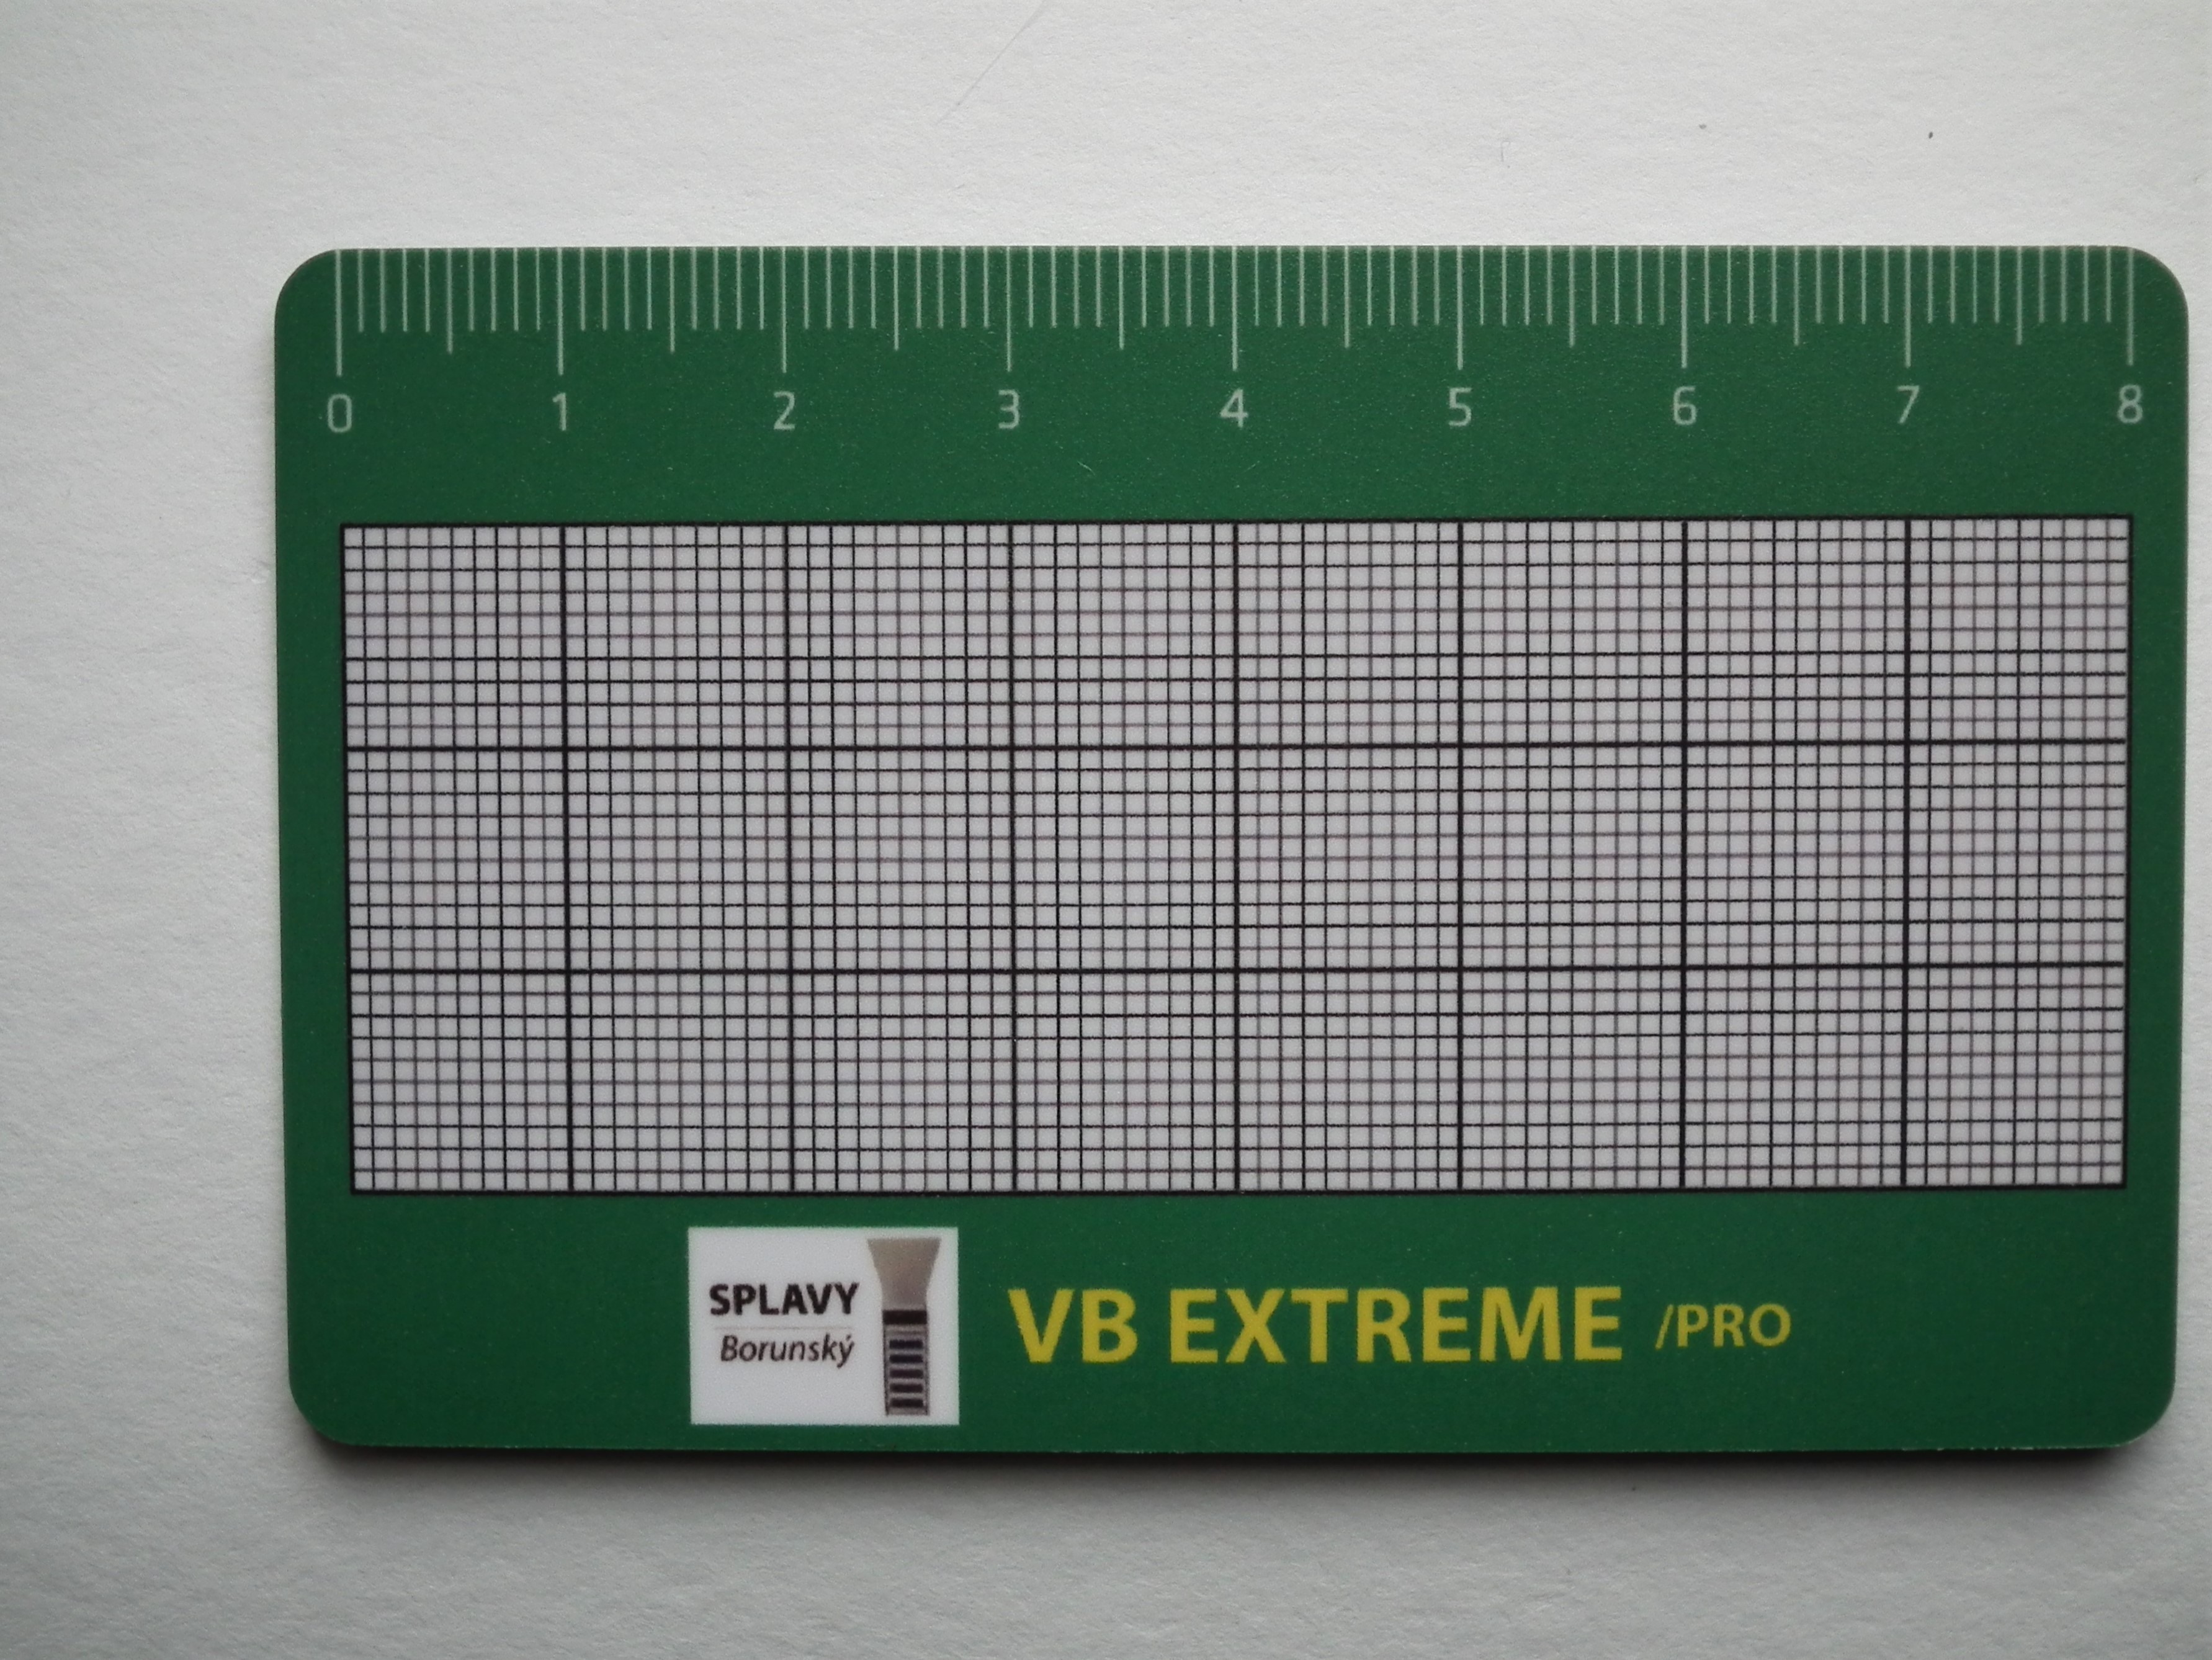 0 1 2 3 4 5 6 7 8
SPLAVY
Borunský
VB EXTREME /PRO